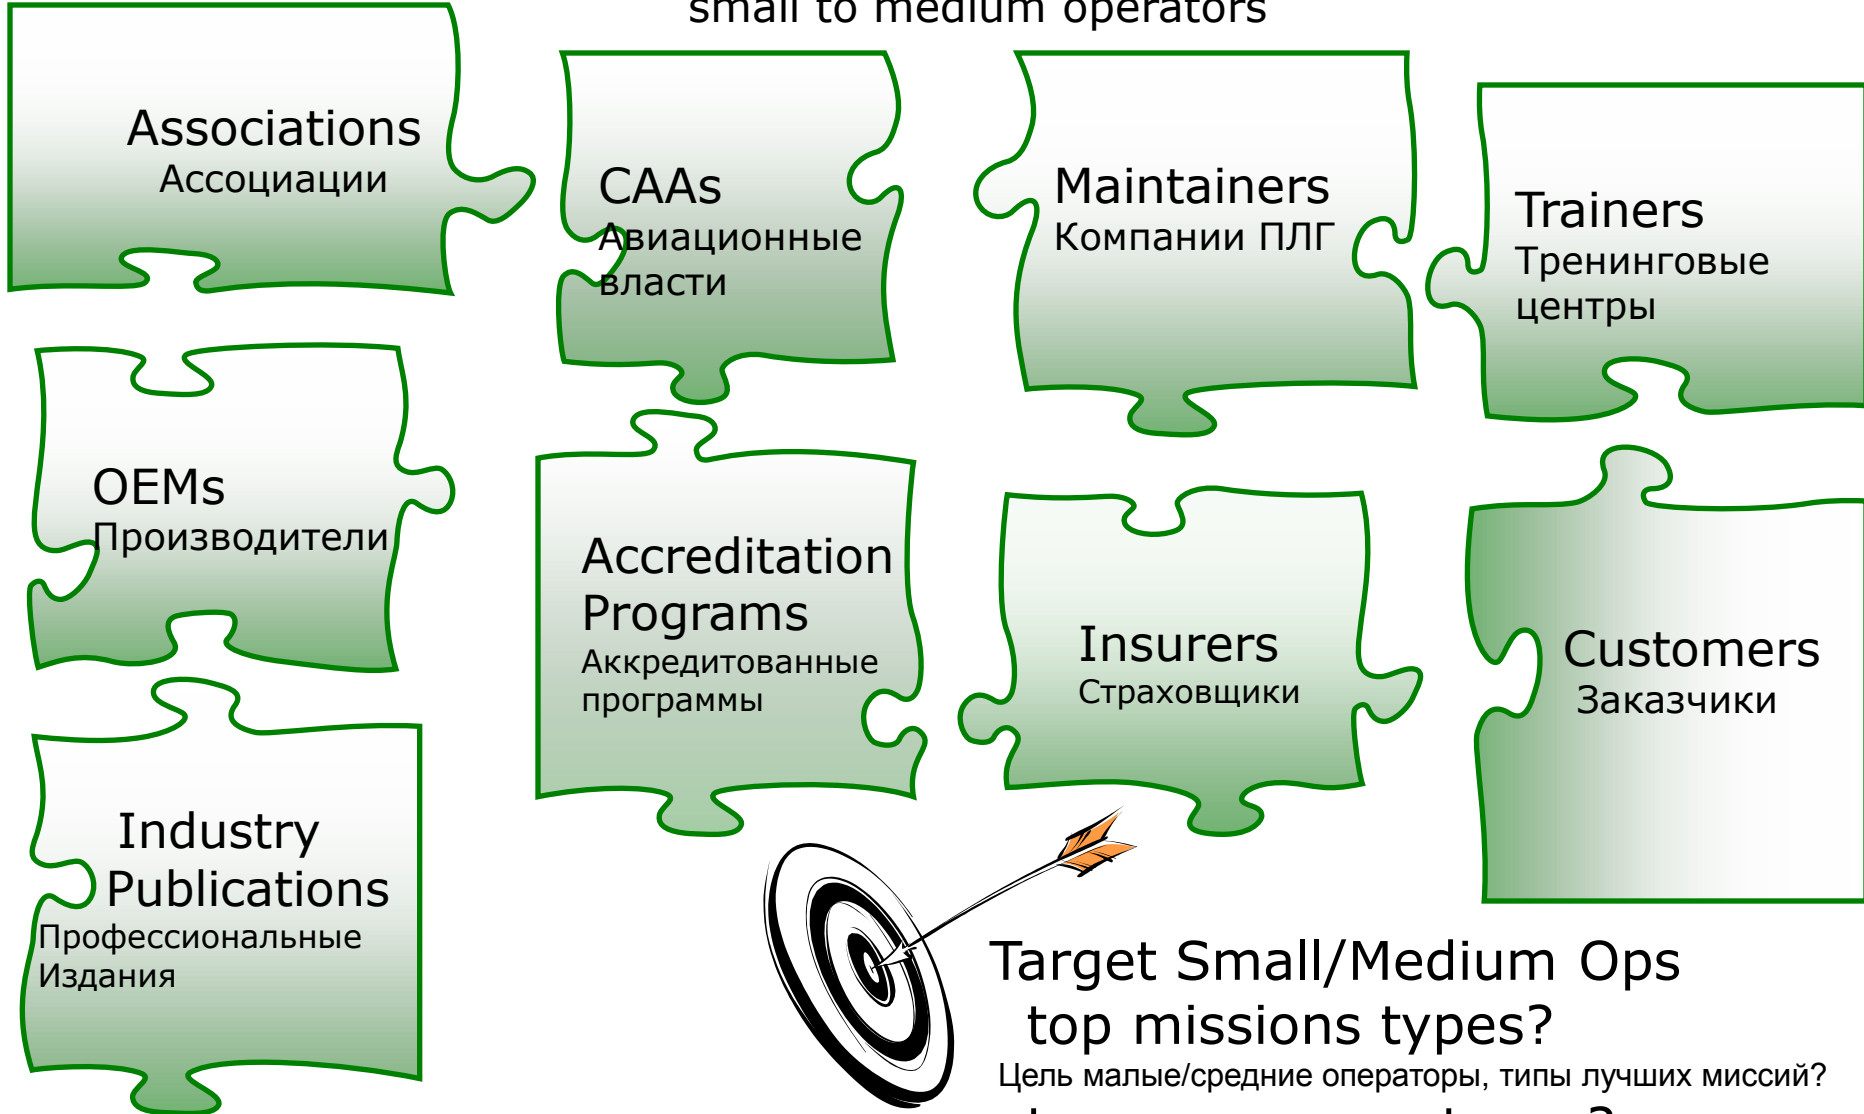 small to medium operators
Associations
Ассоциации
CAAs
Авиационные
власти
Maintainers
Компании ПЛГ
Trainers
Тренинговые
центры
OEMs
Производители
Accreditation
Programs
Аккредитованные
программы
Insurers
Страховщики
Customers
Заказчики
Industry
Publications
Профессиональные
Издания
Target Small/Medium Ops
top missions types?
Цель малые/средние операторы, типы лучших миссий?